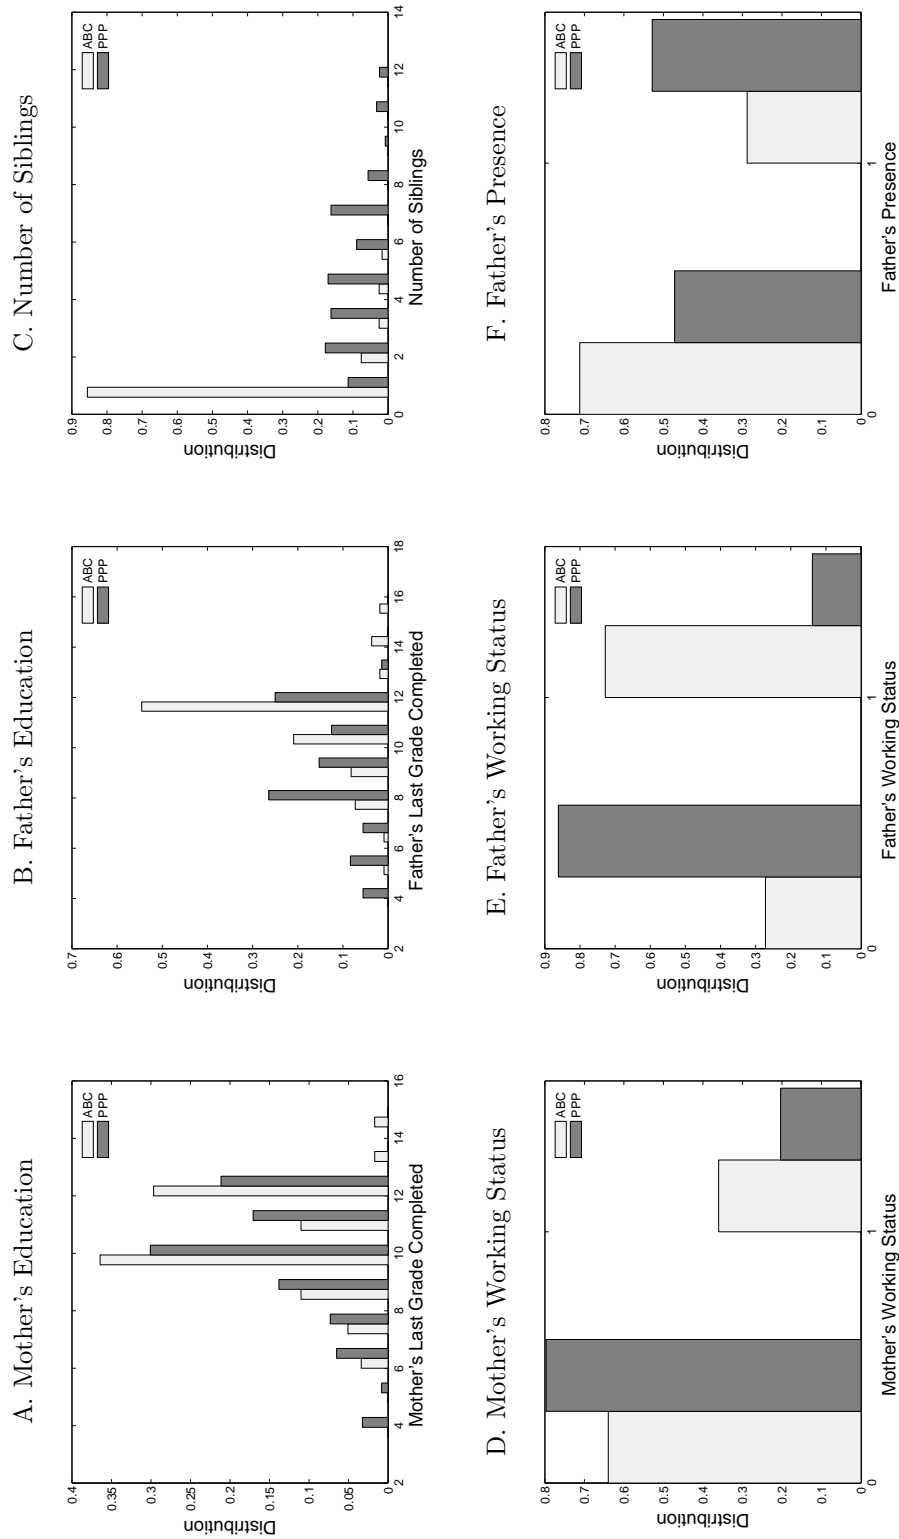 A. Mother's Education
ABC
PPP
Distribution
0.35
0.3
0.25
0.2
0.15
0.1
0.05
0
2
4
6
8
10
12
14
16
Mother's Last Grade Completed
B. Father's Education
ABC
PPP
Distribution
0.7
0.6
0.5
0.4
0.3
0.2
0.1
0
2
4
6
8
10
12
14
16
18
Father's Last Grade Completed
C. Number of Siblings
ABC
PPP
Distribution
0.9
0.8
0.7
0.6
0.5
0.4
0.3
0.2
0.1
0
0
2
4
6
8
10
12
14
Number of Siblings
D. Mother's Working Status
ABC
PPP
Distribution
0.8
0.7
0.6
0.5
0.4
0.3
0.2
0.1
0
0
1
Mother's Working Status
E. Father's Working Status
ABC
PPP
Distribution
0.9
0.8
0.7
0.6
0.5
0.4
0.3
0.2
0.1
0
0
1
Father's Working Status
F. Father's Presence
ABC
PPP
Distribution
0.8
0.7
0.6
0.5
0.4
0.3
0.2
0.1
0
0
1
Father's Presence